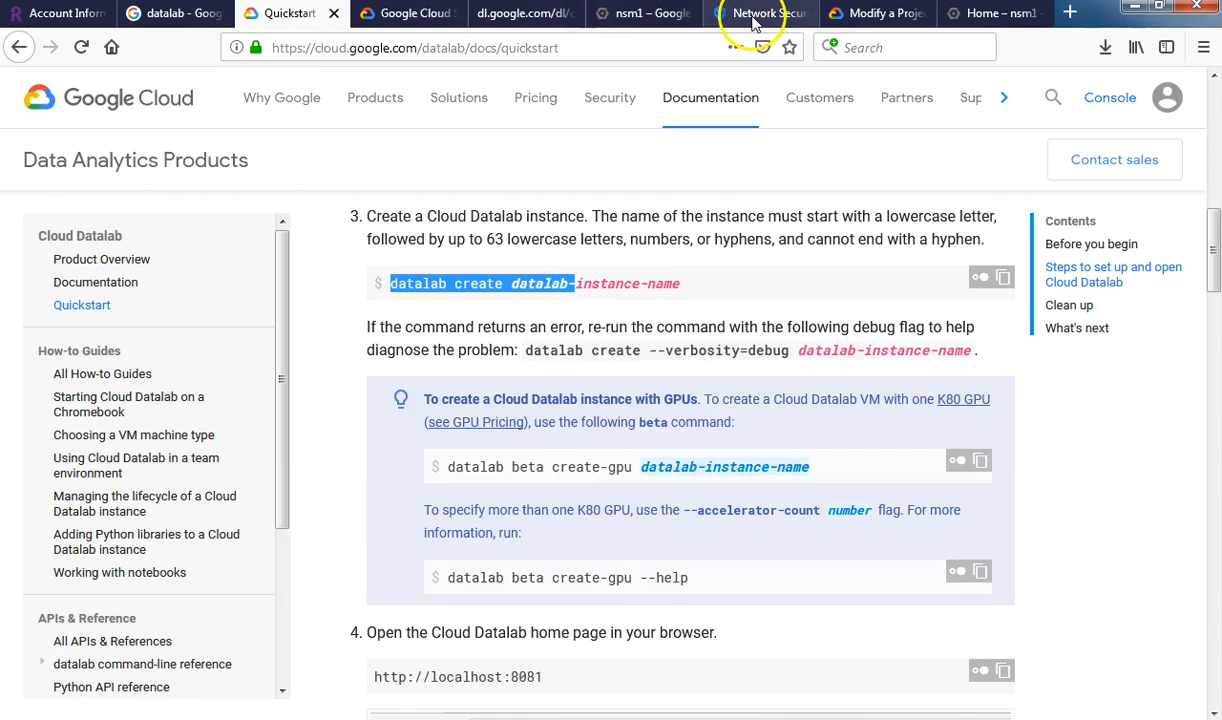 Account Inforn
datalab - Goog
Quickstart
Google Cloud S
dl.google.com/dl/c
nsm1 – Google
Network Secur
Modify a Proje
Home – nsm1 -
https://cloud.google.com/datalab/docs/quickstart
Search
Google Cloud
Why Google
Products
Solutions
Pricing
Security
Documentation
Customers
Partners
Sup
Console
Data Analytics Products
Contact sales
Cloud Datalab
Product Overview
Documentation
Quickstart
How-to Guides
All How-to Guides
Starting Cloud Datalab on a
Chromebook
Choosing a VM machine type
Using Cloud Datalab in a team
environment
Managing the lifecycle of a Cloud
Datalab instance
Adding Python libraries to a Cloud
Datalab instance
Working with notebooks
APIs & Reference
All APIs & References
datalab command-line reference
Python API reference
3. Create a Cloud Datalab instance. The name of the instance must start with a lowercase letter,
followed by up to 63 lowercase letters, numbers, or hyphens, and cannot end with a hyphen.
$ datalab create datalab-instance-name
If the command returns an error, re-run the command with the following debug flag to help
diagnose the problem: datalab create --verbosity=debug datalab-instance-name.
To create a Cloud Datalab instance with GPUs. To create a Cloud Datalab VM with one K80 GPU
(see GPU Pricing), use the following beta command:
$ datalab beta create-gpu datalab-instance-name
To specify more than one K80 GPU, use the --accelerator-count number flag. For more
information, run:
$ datalab beta create-gpu --help
4. Open the Cloud Datalab home page in your browser.
http://localhost:8081
Contents
Before you begin
Steps to set up and open
Cloud Datalab
Clean up
What's next